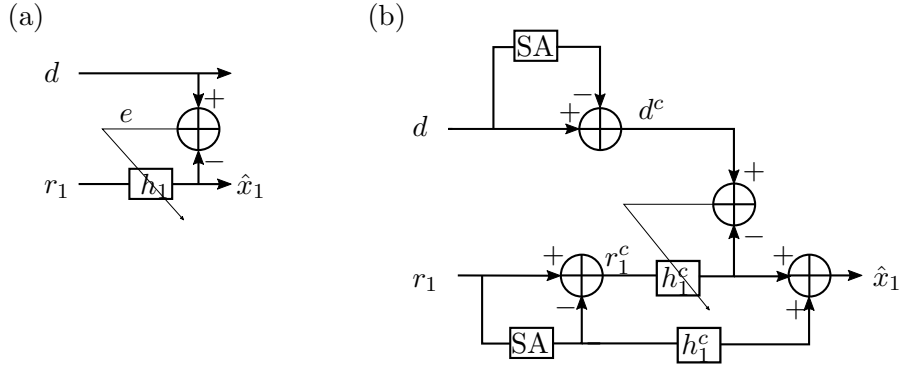 (a)
d
+
e
−
r₁ h₁ x̂₁
(b)
SA
−
+ dᶜ
d
+
−
+ r₁ᶜ +
r₁ h₁ᶜ x̂₁
− +
SA h₁ᶜ